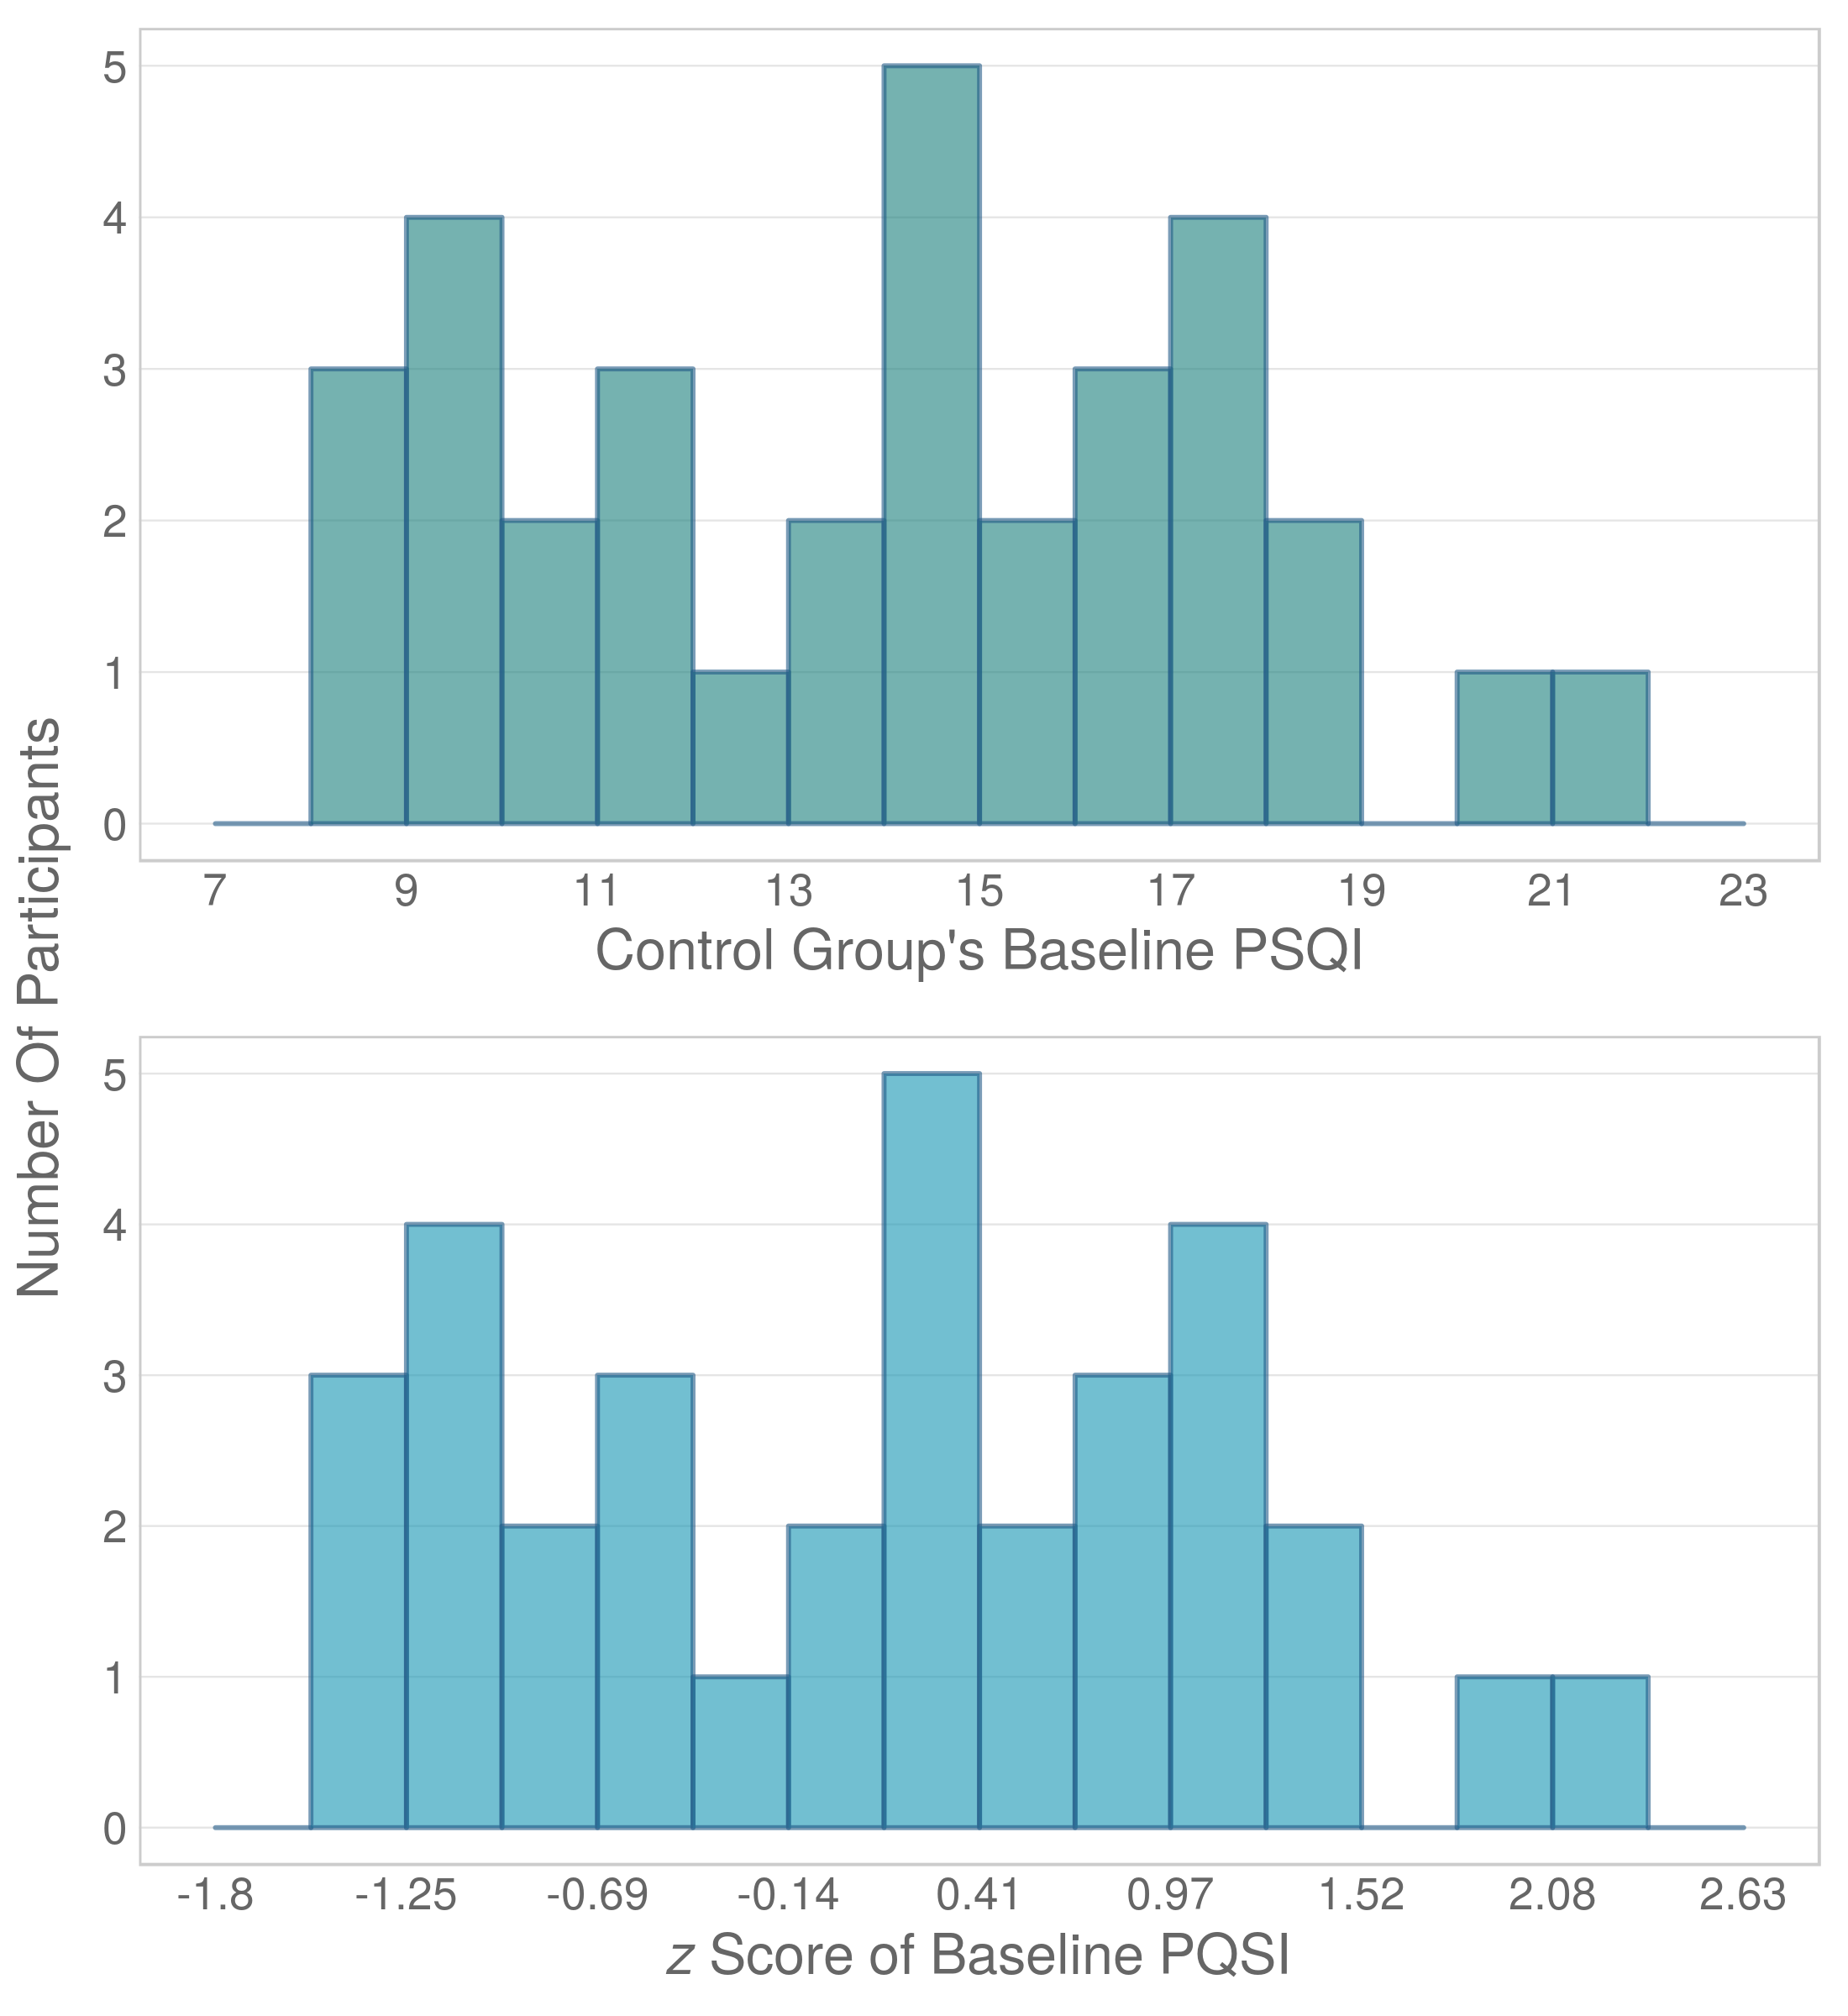 Number Of Participants
5
4
3
2
1
0
7 9 11 13 15 17 19 21 23
Control Group's Baseline PSQI
5
4
3
2
1
0
-1.8 -1.25 -0.69 -0.14 0.41 0.97 1.52 2.08 2.63
z Score of Baseline PQSI